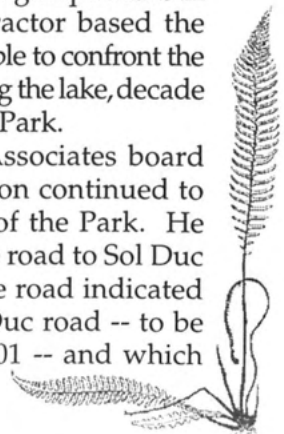 actor based the
ble to confront the
g the lake, decade
Park.
Associates board
on continued to
of the Park. He
road to Sol Duc
e road indicated
Duc road -- to be
01 -- and which